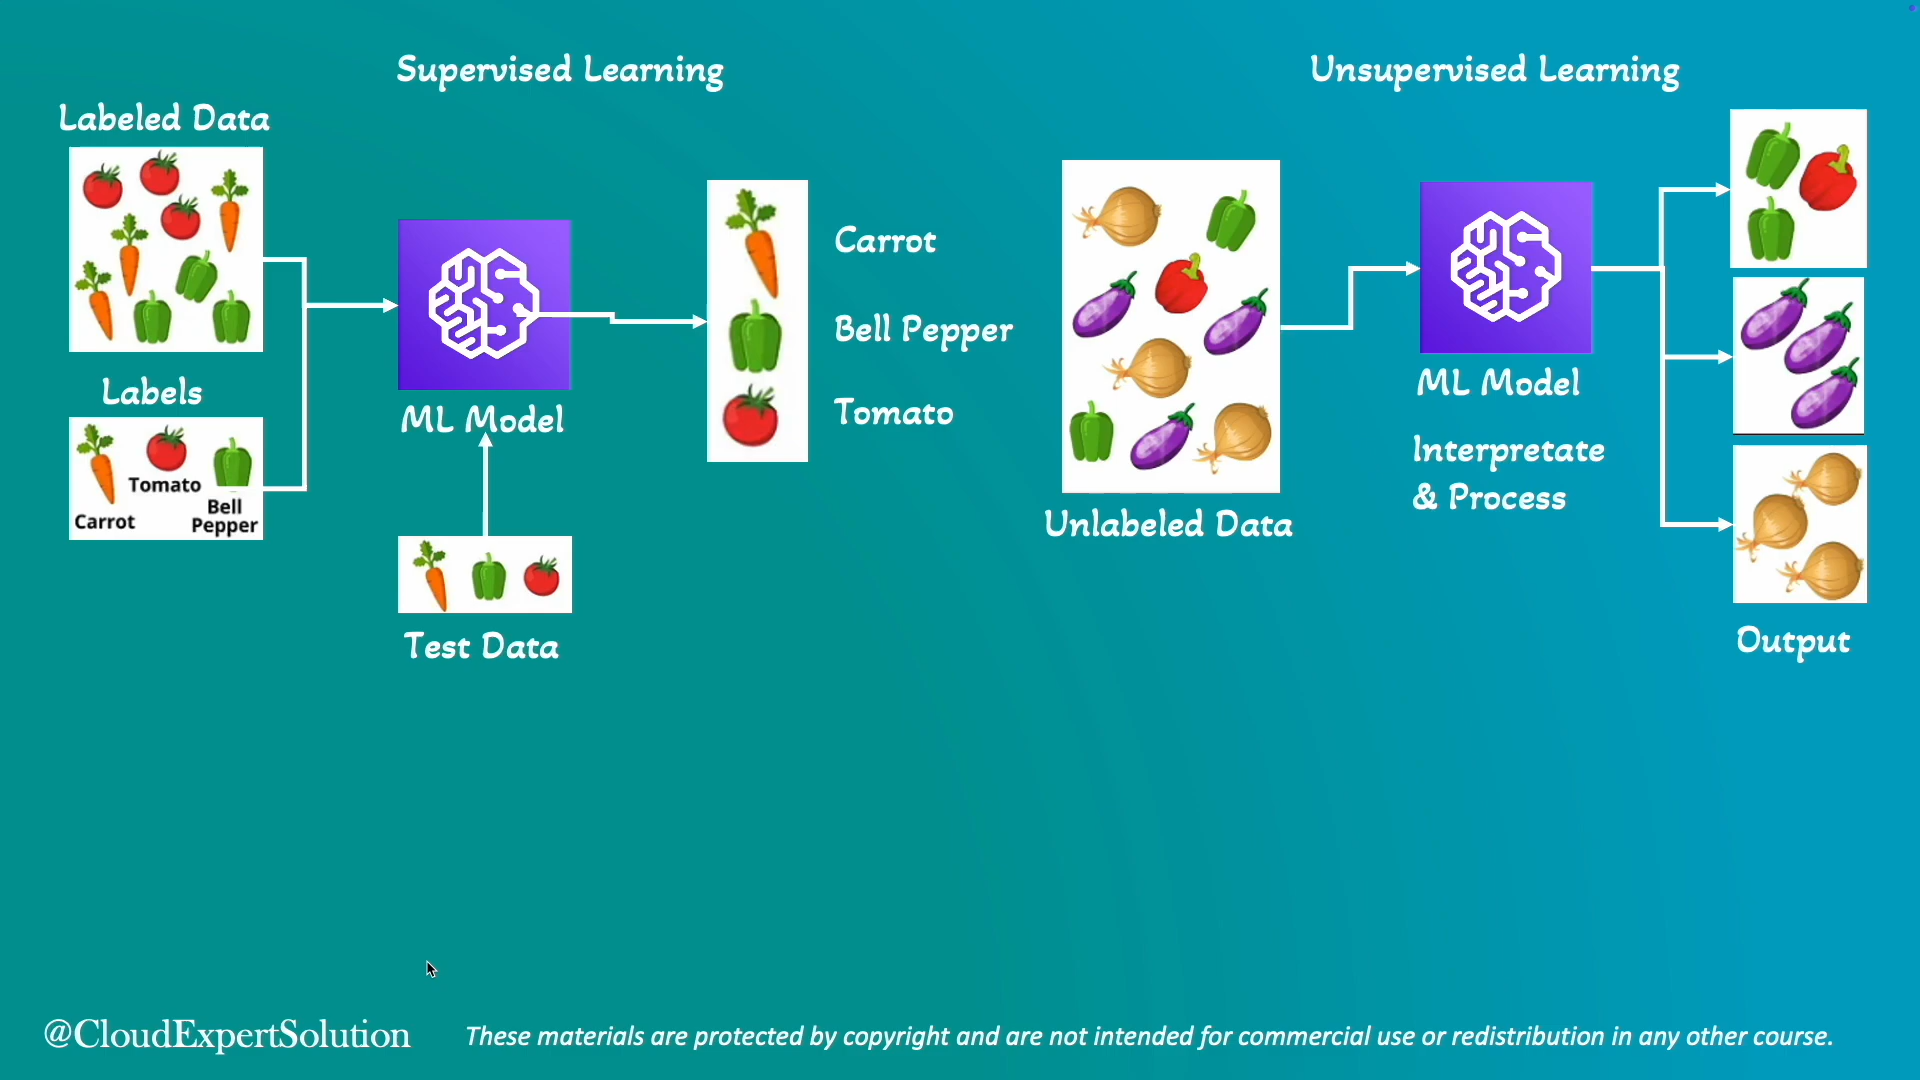 Supervised Learning
Labeled Data
Labels
Carrot
Tomato
Bell
Pepper
ML Model
Test Data
Carrot
Bell Pepper
Tomato
Unsupervised Learning
Unlabeled Data
ML Model
Interpretate
& Process
Output
@CloudExpertSolution
These materials are protected by copyright and are not intended for commercial use or redistribution in any other course.